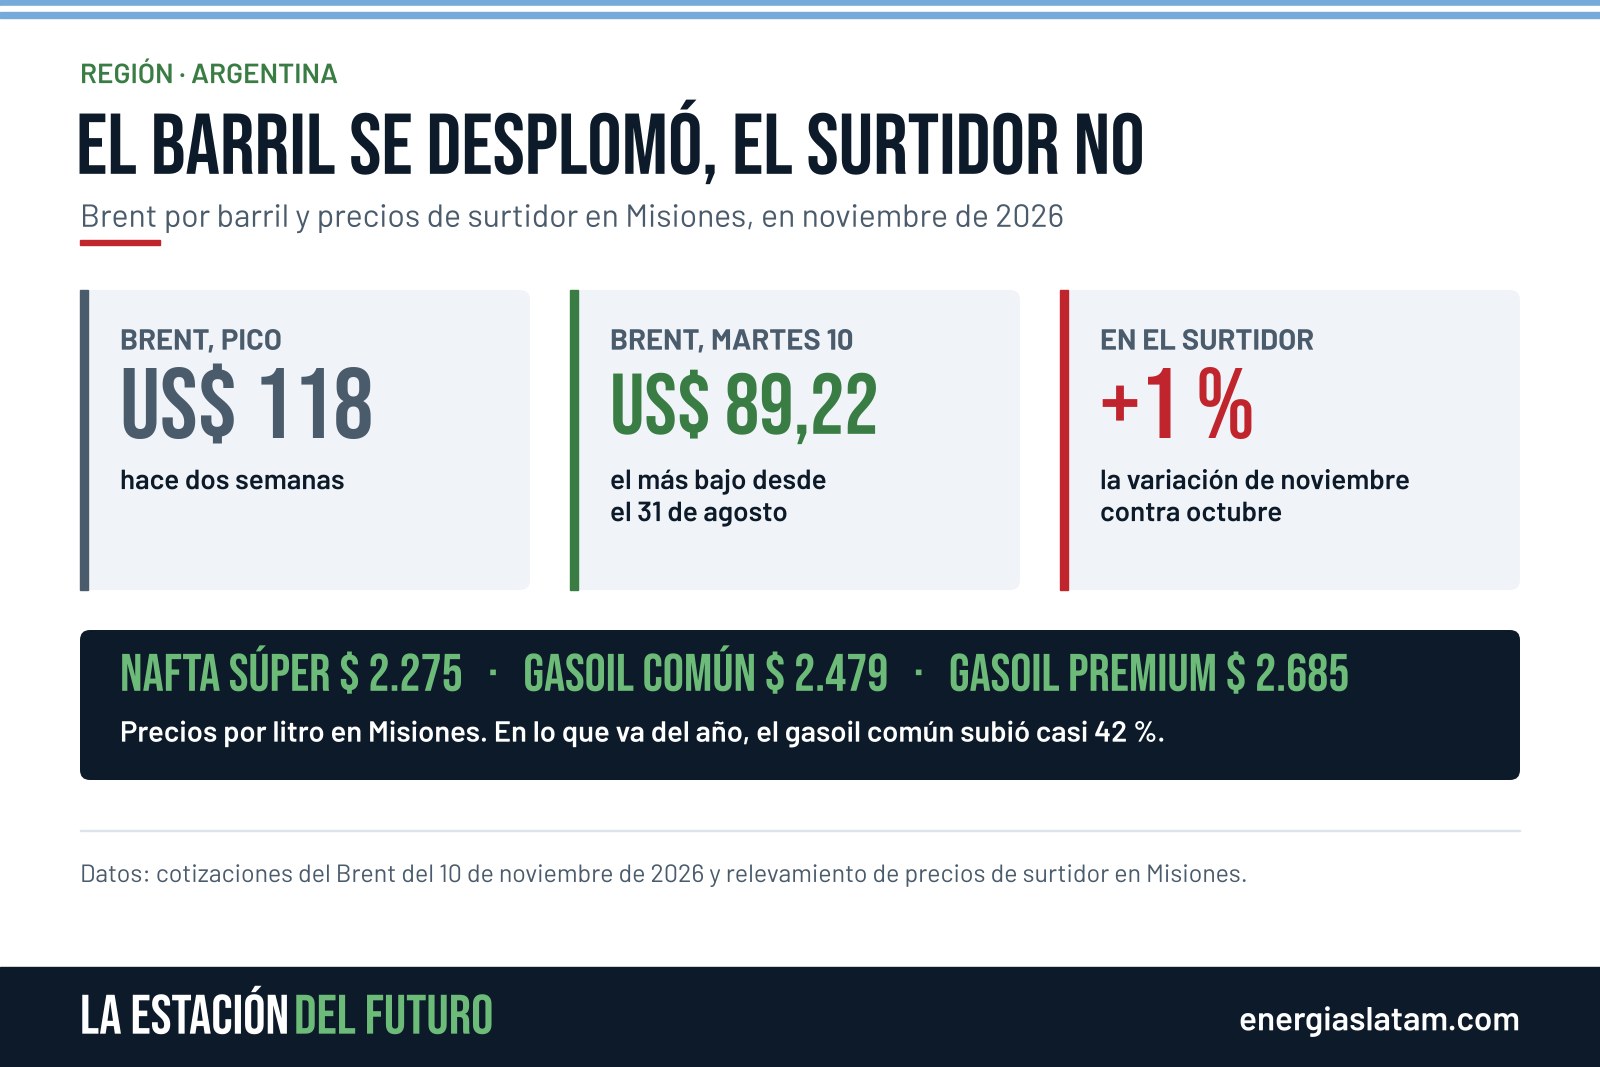 REGIÓN · ARGENTINA
EL BARRIL SE DESPLOMÓ, EL SURTIDOR NO
Brent por barril y precios de surtidor en Misiones, en noviembre de 2026
BRENT, PICO
US$ 118
hace dos semanas
BRENT, MARTES 10
US$ 89,22
el más bajo desde
el 31 de agosto
EN EL SURTIDOR
+1 %
la variación de noviembre
contra octubre
NAFTA SÚPER $ 2.275 · GASOIL COMÚN $ 2.479 · GASOIL PREMIUM $ 2.685
Precios por litro en Misiones. En lo que va del año, el gasoil común subió casi 42 %.
Datos: cotizaciones del Brent del 10 de noviembre de 2026 y relevamiento de precios de surtidor en Misiones.
LA ESTACIÓN DEL FUTURO
energiaslatam.com